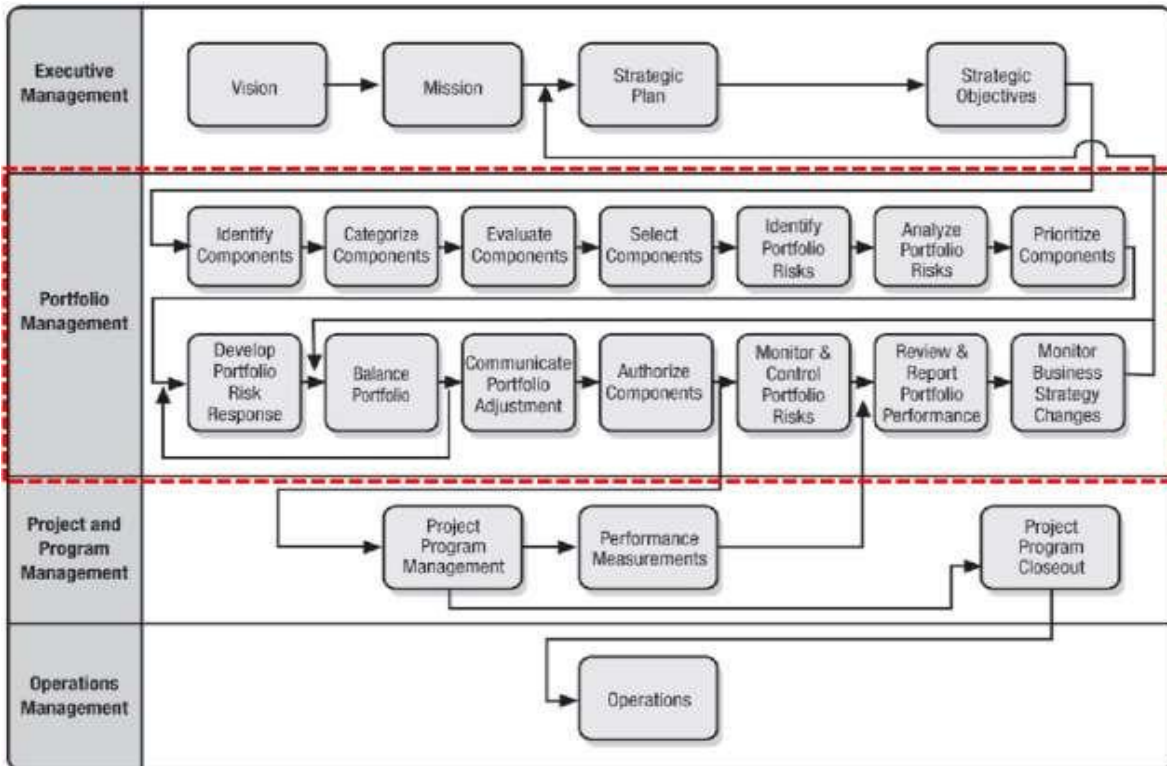 Executive
Management
Vision
Mission
Strategic
Plan
Strategic
Objectives
Portfolio
Management
Identify
Components
Categorize
Components
Evaluate
Components
Select
Components
Identify
Portfolio
Risks
Analyze
Portfolio
Risks
Prioritize
Components
Develop
Portfolio
Risk
Response
Balance
Portfolio
Communicate
Portfolio
Adjustment
Authorize
Components
Monitor &
Control
Portfolio
Risks
Review &
Report
Portfolio
Performance
Monitor
Business
Strategy
Changes
Project and
Program
Management
Project
Program
Management
Performance
Measurements
Project
Program
Closeout
Operations
Management
Operations